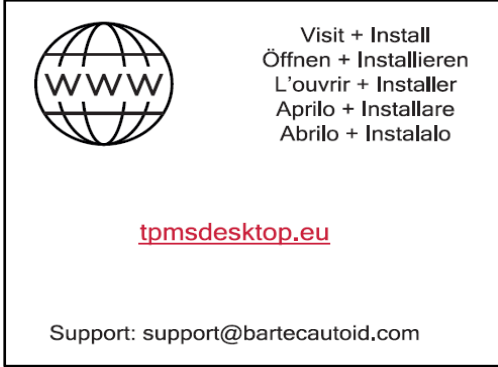 WWW
Visit + Install
Öffnen + Installieren
L'ouvrir + Installer
Aprilo + Installare
Abrilo + Instalalo
tpmsdesktop.eu
Support: support@bartecautoid.com